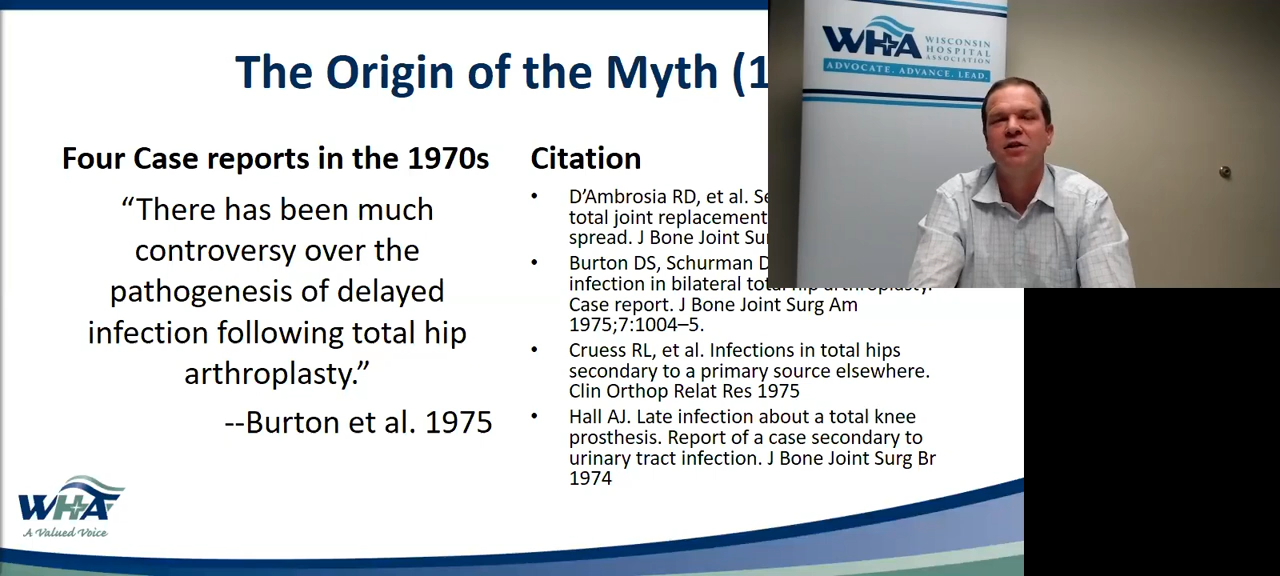 The Origin of the Myth (1
Four Case reports in the 1970s
“There has been much
controversy over the
pathogenesis of delayed
infection following total hip
arthroplasty.”
--Burton et al. 1975
Citation
• D’Ambrosia RD, et al.
total joint replacement
spread. J Bone Joint
• Burton DS, Schurman
infection in bilateral total hip arthroplasty.
Case report. J Bone Joint Surg Am
1975;7:1004–5.
• Cruess RL, et al. Infections in total hips
secondary to a primary source elsewhere.
Clin Orthop Relat Res 1975
• Hall AJ. Late infection about a total knee
prosthesis. Report of a case secondary to
urinary tract infection. J Bone Joint Surg Br
1974
WHA
A Valued Voice
WHA
WISCONSIN
HOSPITAL
ASSOCIATION
ADVOCATE. ADVANCE. LEAD.